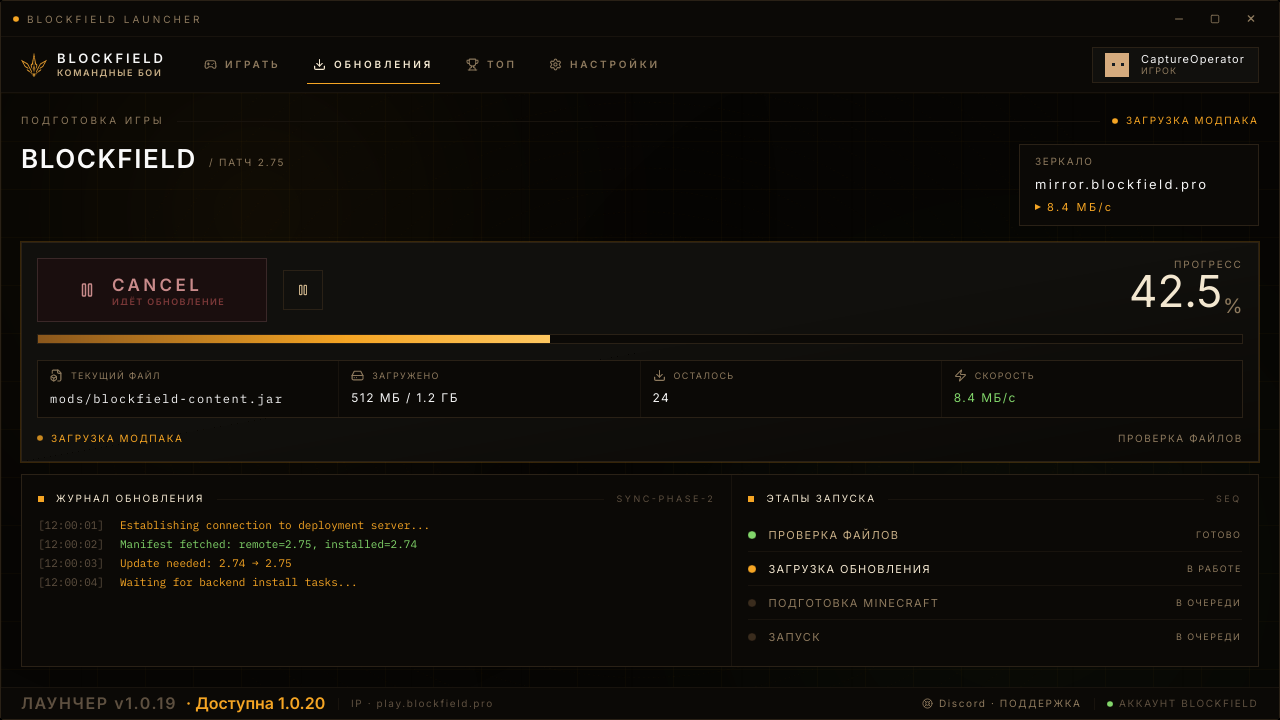 BLOCKFIELD LAUNCHER
BLOCKFIELD
КОМАНДНЫЕ БОИ
ИГРАТЬ
ОБНОВЛЕНИЯ
ТОП
НАСТРОЙКИ
CaptureOperator
ИГРОК
ПОДГОТОВКА ИГРЫ
ЗАГРУЗКА МОДПАКА
BLOCKFIELD / ПАТЧ 2.75
ЗЕРКАЛО
mirror.blockfield.pro
▸ 8.4 МБ/с
CANCEL
ИДЁТ ОБНОВЛЕНИЕ
ПРОГРЕСС
42.5%
ТЕКУЩИЙ ФАЙЛ
mods/blockfield-content.jar
ЗАГРУЖЕНО
512 МБ / 1.2 ГБ
ОСТАЛОСЬ
24
СКОРОСТЬ
8.4 МБ/с
ЗАГРУЗКА МОДПАКА
ПРОВЕРКА ФАЙЛОВ
ЖУРНАЛ ОБНОВЛЕНИЯ
SYNC-PHASE-2
[12:00:01] Establishing connection to deployment server...
[12:00:02] Manifest fetched: remote=2.75, installed=2.74
[12:00:03] Update needed: 2.74 → 2.75
[12:00:04] Waiting for backend install tasks...
ЭТАПЫ ЗАПУСКА
SEQ
ПРОВЕРКА ФАЙЛОВ ГОТОВО
ЗАГРУЗКА ОБНОВЛЕНИЯ В РАБОТЕ
ПОДГОТОВКА MINECRAFT В ОЧЕРЕДИ
ЗАПУСК В ОЧЕРЕДИ
ЛАУНЧЕР v1.0.19 · Доступна 1.0.20
IP · play.blockfield.pro
Discord · ПОДДЕРЖКА
АККАУНТ BLOCKFIELD